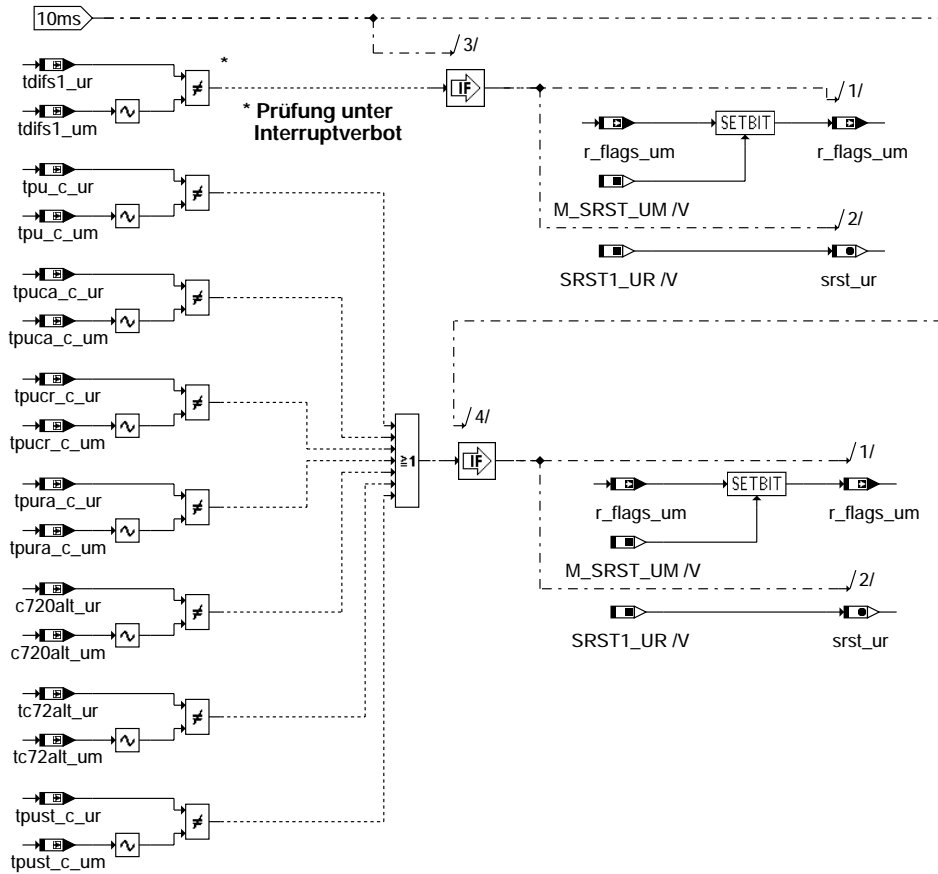 10ms
/3/
tdifs1_ur
≠
*
IF
/1/
tdifs1_um
* Prüfung unter
Interruptverbot
SETBIT
r_flags_um
r_flags_um
tpu_c_ur
≠
M_SRST_UM /V
tpu_c_um
/2/
SRST1_UR /V
srst_ur
tpuca_c_ur
≠
tpuca_c_um
tpucr_c_ur
≠
tpucr_c_um
/4/
≧1
IF
/1/
SETBIT
r_flags_um
r_flags_um
tpura_c_ur
≠
tpura_c_um
M_SRST_UM /V
/2/
SRST1_UR /V
srst_ur
c720alt_ur
≠
c720alt_um
tc72alt_ur
≠
tc72alt_um
tpust_c_ur
≠
tpust_c_um